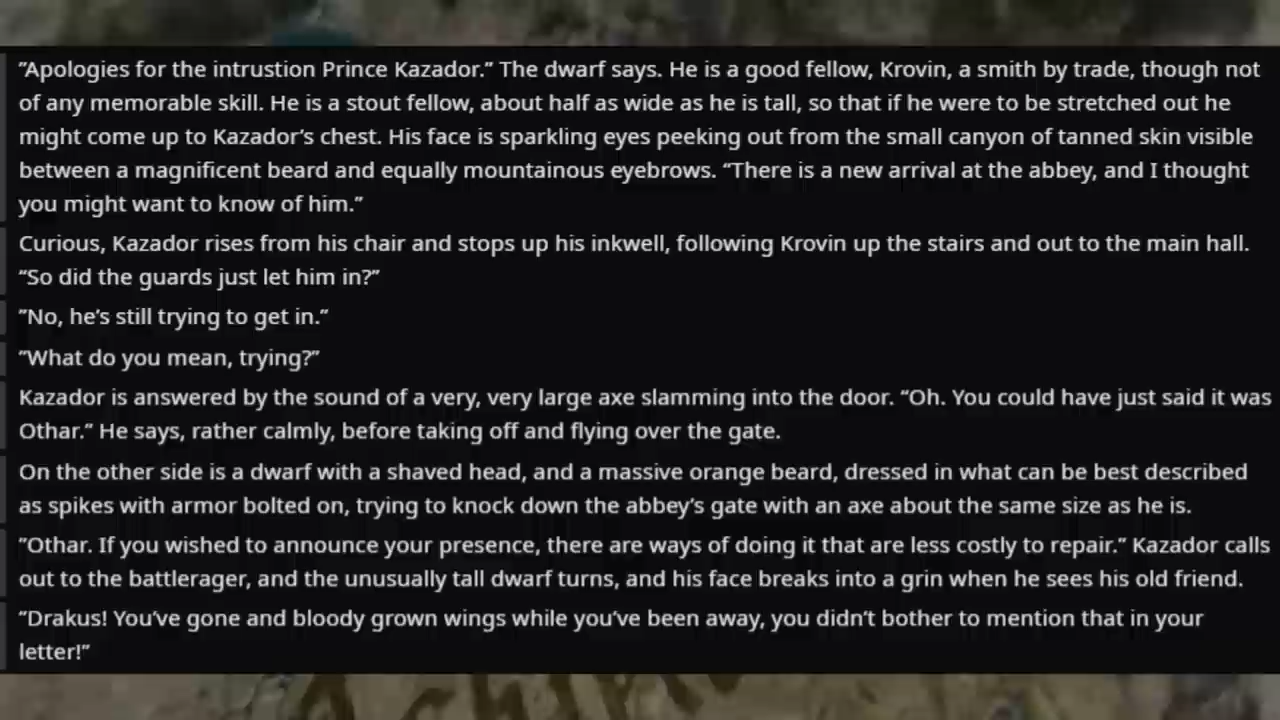 ”Apologies for the intrustion Prince Kazador.” The dwarf says. He is a good fellow, Krovin, a smith by trade, though not
of any memorable skill. He is a stout fellow, about half as wide as he is tall, so that if he were to be stretched out he
might come up to Kazador’s chest. His face is sparkling eyes peeking out from the small canyon of tanned skin visible
between a magnificent beard and equally mountainous eyebrows. “There is a new arrival at the abbey, and I thought
you might want to know of him.”
Curious, Kazador rises from his chair and stops up his inkwell, following Krovin up the stairs and out to the main hall.
“So did the guards just let him in?”
”No, he’s still trying to get in.”
”What do you mean, trying?”
Kazador is answered by the sound of a very, very large axe slamming into the door. “Oh. You could have just said it was
Othar.” He says, rather calmly, before taking off and flying over the gate.
On the other side is a dwarf with a shaved head, and a massive orange beard, dressed in what can be best described
as spikes with armor bolted on, trying to knock down the abbey’s gate with an axe about the same size as he is.
”Othar. If you wished to announce your presence, there are ways of doing it that are less costly to repair.” Kazador calls
out to the battlerager, and the unusually tall dwarf turns, and his face breaks into a grin when he sees his old friend.
“Drakus! You’ve gone and bloody grown wings while you’ve been away, you didn’t bother to mention that in your
letter!”